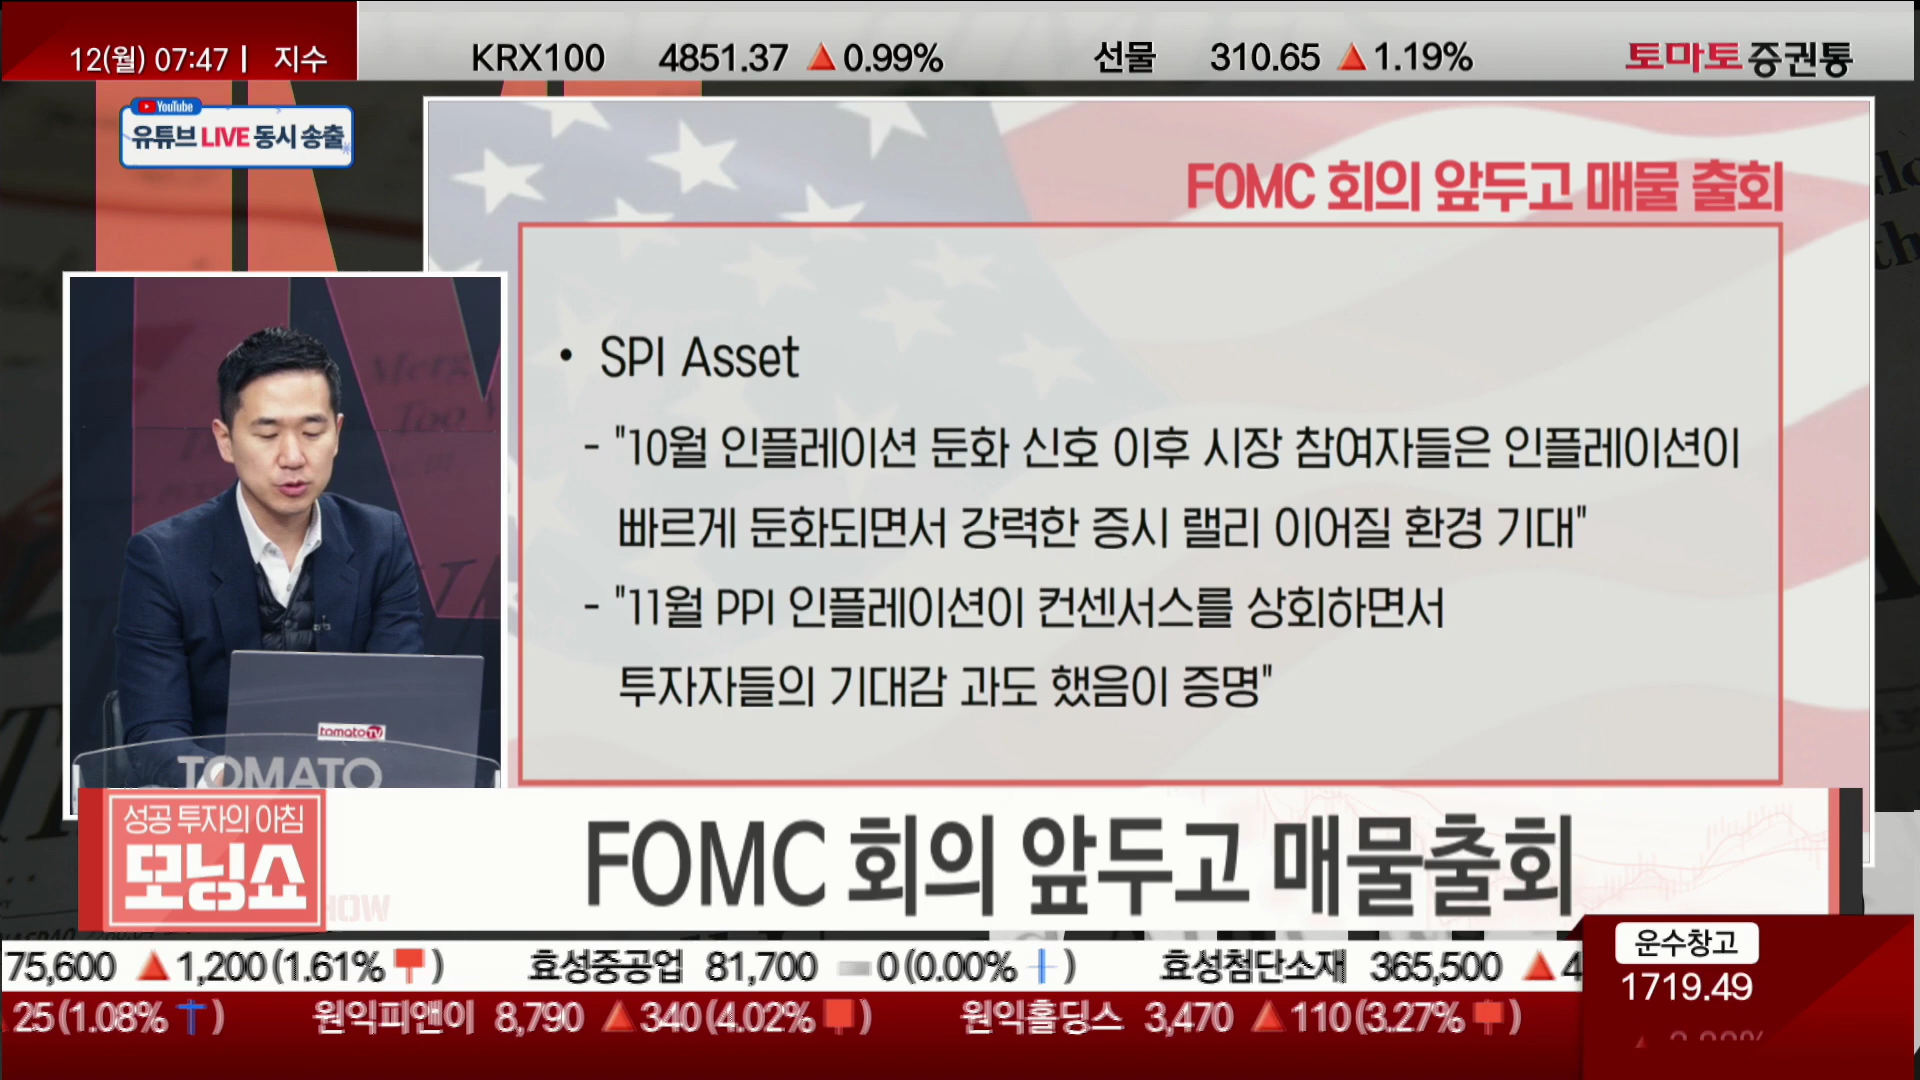 12(월) 07:47 | 지수
KRX100 4851.37 ▲0.99%
선물 310.65 ▲1.19%
토마토증권통
YouTube
유튜브 LIVE 동시 송출
FOMC 회의 앞두고 매물 출회
• SPI Asset
- "10월 인플레이션 둔화 신호 이후 시장 참여자들은 인플레이션이
빠르게 둔화되면서 강력한 증시 랠리 이어질 환경 기대"
- "11월 PPI 인플레이션이 컨센서스를 상회하면서
투자자들의 기대감 과도 했음이 증명"
tomatoTV
TOMATO
성공 투자의 아침
모닝쇼
FOMC 회의 앞두고 매물출회
75,600 ▲1,200(1.61%) 효성중공업 81,700 0(0.00%) 효성첨단소재 365,500 ▲4
25(1.08%) 원익피앤이 8,790 ▲340(4.02%) 원익홀딩스 3,470 ▲110(3.27%)
운수창고
1719.49